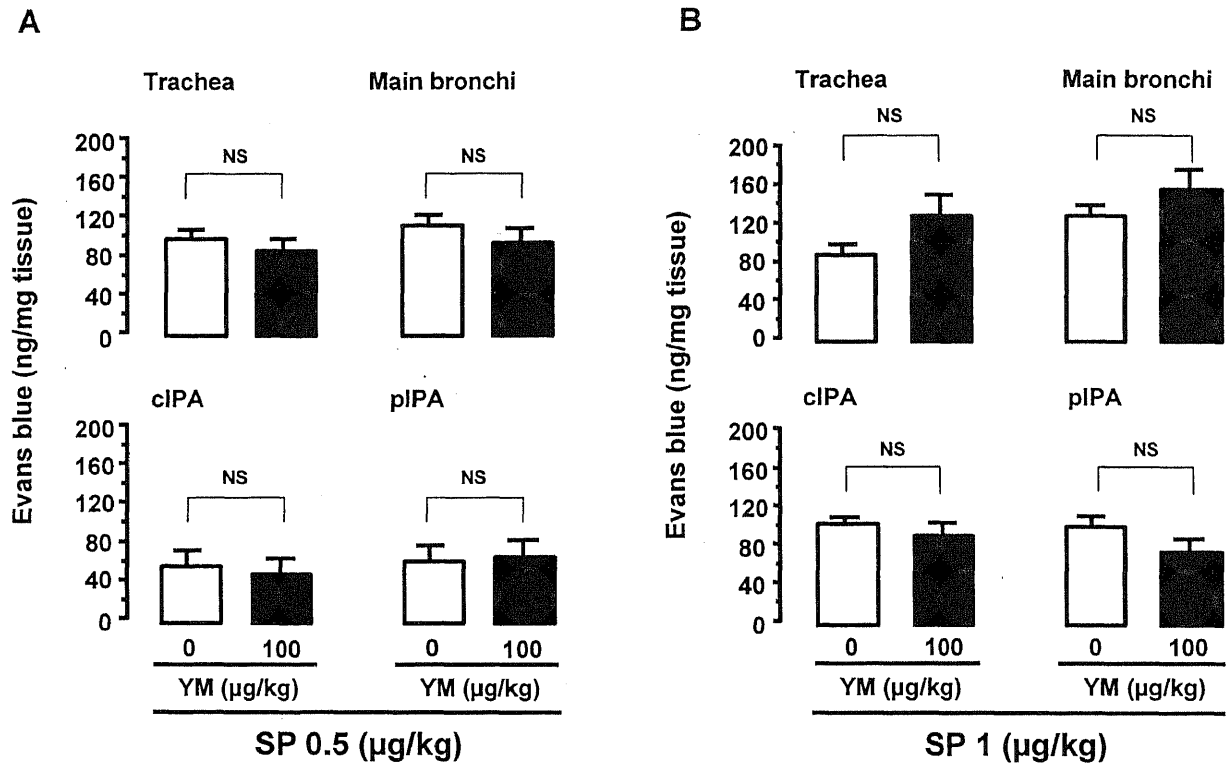 A
Trachea
Main bronchi
NS
NS
200
160
120
80
40
0
Evans blue (ng/mg tissue)
cIPA
pIPA
NS
NS
200
160
120
80
40
0
0 100 0 100
YM (µg/kg) YM (µg/kg)
SP 0.5 (µg/kg)
B
Trachea
Main bronchi
NS
NS
200
160
120
80
40
0
Evans blue (ng/mg tissue)
cIPA
pIPA
NS
NS
200
160
120
80
40
0
0 100 0 100
YM (µg/kg) YM (µg/kg)
SP 1 (µg/kg)